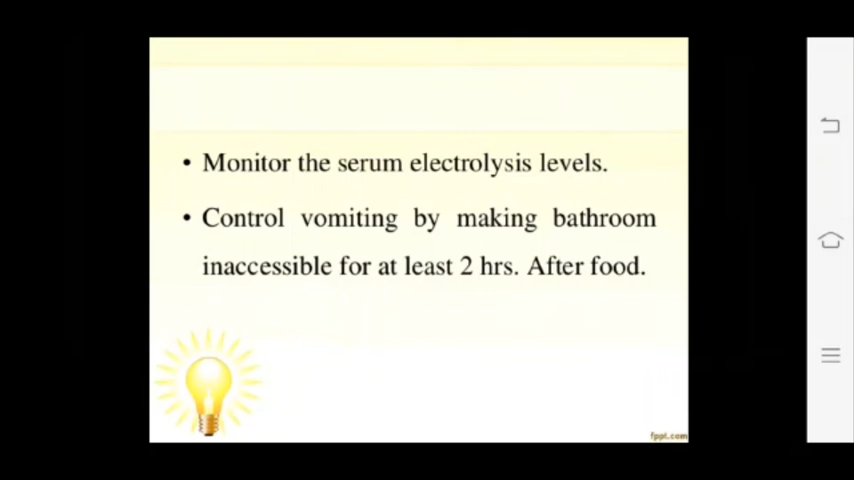 • Monitor the serum electrolysis levels.
• Control vomiting by making bathroom
inaccessible for at least 2 hrs. After food.
fppt.com